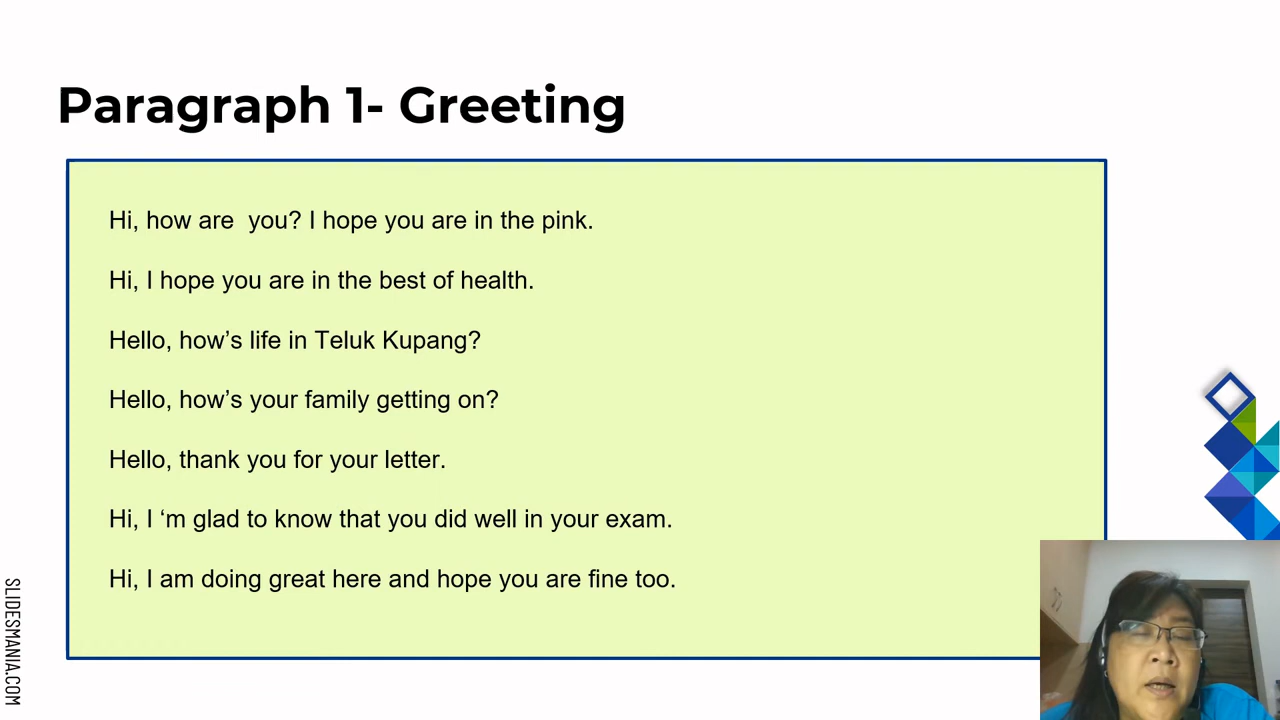 Paragraph 1- Greeting
Hi, how are  you? I hope you are in the pink.
Hi, I hope you are in the best of health.
Hello, how’s life in Teluk Kupang?
Hello, how’s your family getting on?
Hello, thank you for your letter.
Hi, I ‘m glad to know that you did well in your exam.
Hi, I am doing great here and hope you are fine too.
SLIDESMANIA.COM